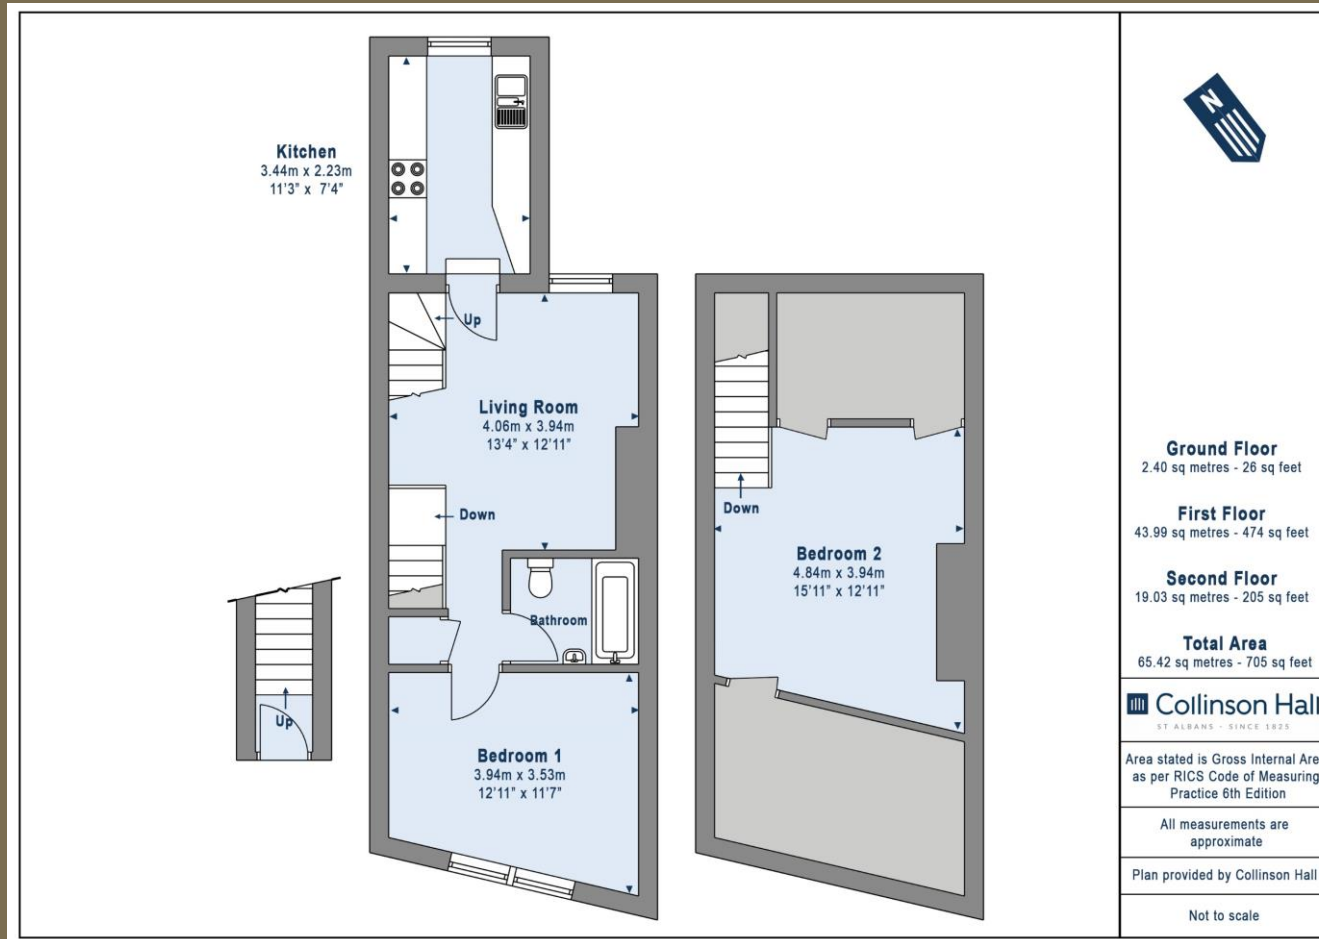 Kitchen
3.44m x 2.23m
11'3" x 7'4"
Up
Living Room
4.06m x 3.94m
13'4" x 12'11"
Down
Bathroom
Up
Bedroom 1
3.94m x 3.53m
12'11" x 11'7"
Down
Bedroom 2
4.84m x 3.94m
15'11" x 12'11"
N
Ground Floor
2.40 sq metres - 26 sq feet
First Floor
43.99 sq metres - 474 sq feet
Second Floor
19.03 sq metres - 205 sq feet
Total Area
65.42 sq metres - 705 sq feet
Collinson Hall
ST ALBANS - SINCE 1825
Area stated is Gross Internal Are
as per RICS Code of Measuring
Practice 6th Edition
All measurements are
approximate
Plan provided by Collinson Hall
Not to scale